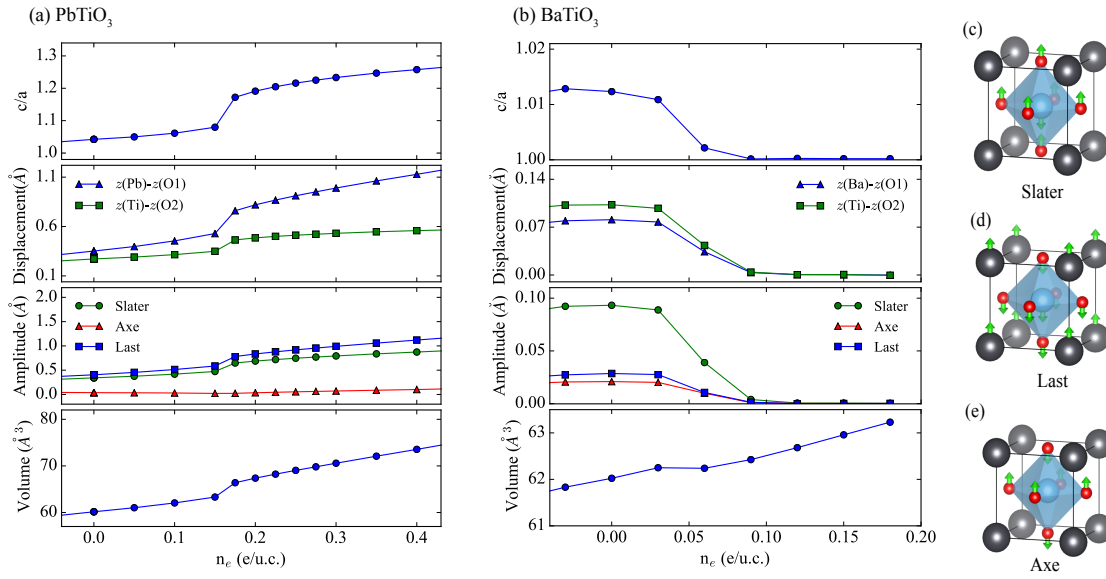 (a) PbTiO3
(b) BaTiO3
(c)
c/a
1.3
1.2
1.1
1.0
Displacement(Å)
1.1
0.6
0.1
z(Pb)-z(O1)
z(Ti)-z(O2)
Amplitude (Å)
2.0
1.5
1.0
0.5
0.0
Slater
Axe
Last
Volume (Å3)
80
70
60
0.0 0.1 0.2 0.3 0.4
ne (e/u.c.)
c/a
1.02
1.01
1.00
Displacement(Å)
0.14
0.07
0.00
z(Ba)-z(O1)
z(Ti)-z(O2)
Amplitude (Å)
0.10
0.05
0.00
Slater
Axe
Last
Volume (Å3)
63
62
61
0.00 0.05 0.10 0.15 0.20
ne (e/u.c.)
Slater
(d)
Last
(e)
Axe